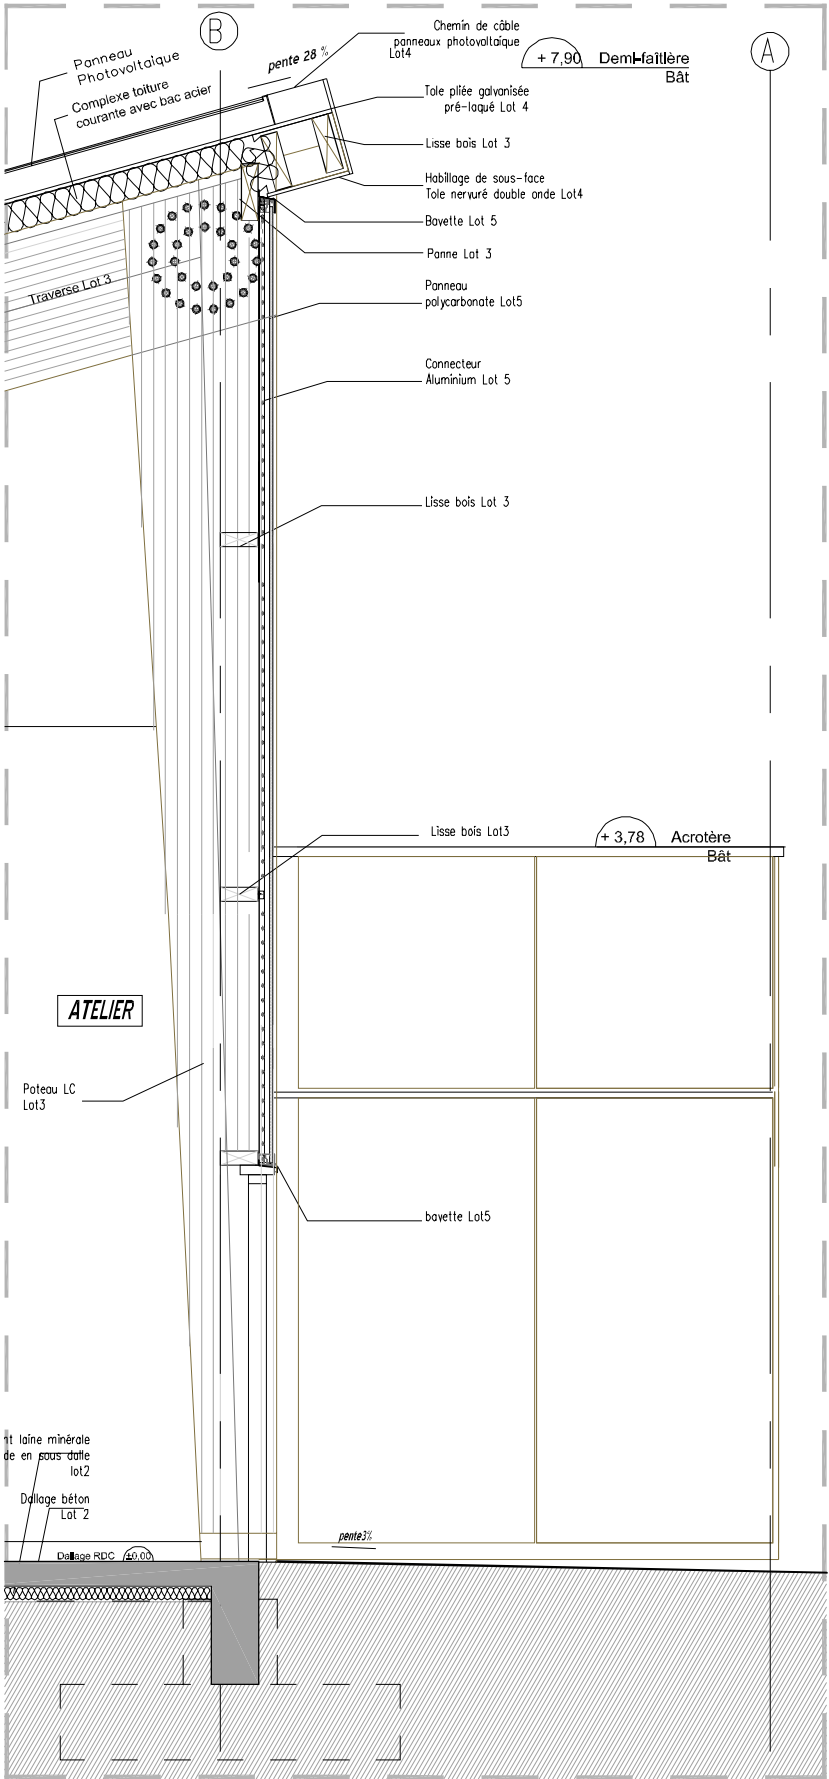 B
A
Chemin de câble
panneaux photovoltaïque
Lot4
+ 7,90 Demi-faîtière
Bât
Panneau
Photovoltaïque
pente 28 %
Complexe toiture
courante avec bac acier
Tole pliée galvanisée
pré-laqué Lot 4
Lisse bois Lot 3
Habillage de sous-face
Tole nervuré double onde Lot4
Bavette Lot 5
Panne Lot 3
Traverse Lot 3
Panneau
polycarbonate Lot5
Connecteur
Aluminium Lot 5
Lisse bois Lot 3
Lisse bois Lot3
+ 3,78 Acrotère
Bât
ATELIER
Poteau LC
Lot3
bavette Lot5
nt laine minérale
de en sous dalle
lot2
Dallage béton
Lot 2
pente3%
Dallage RDC ±0.00